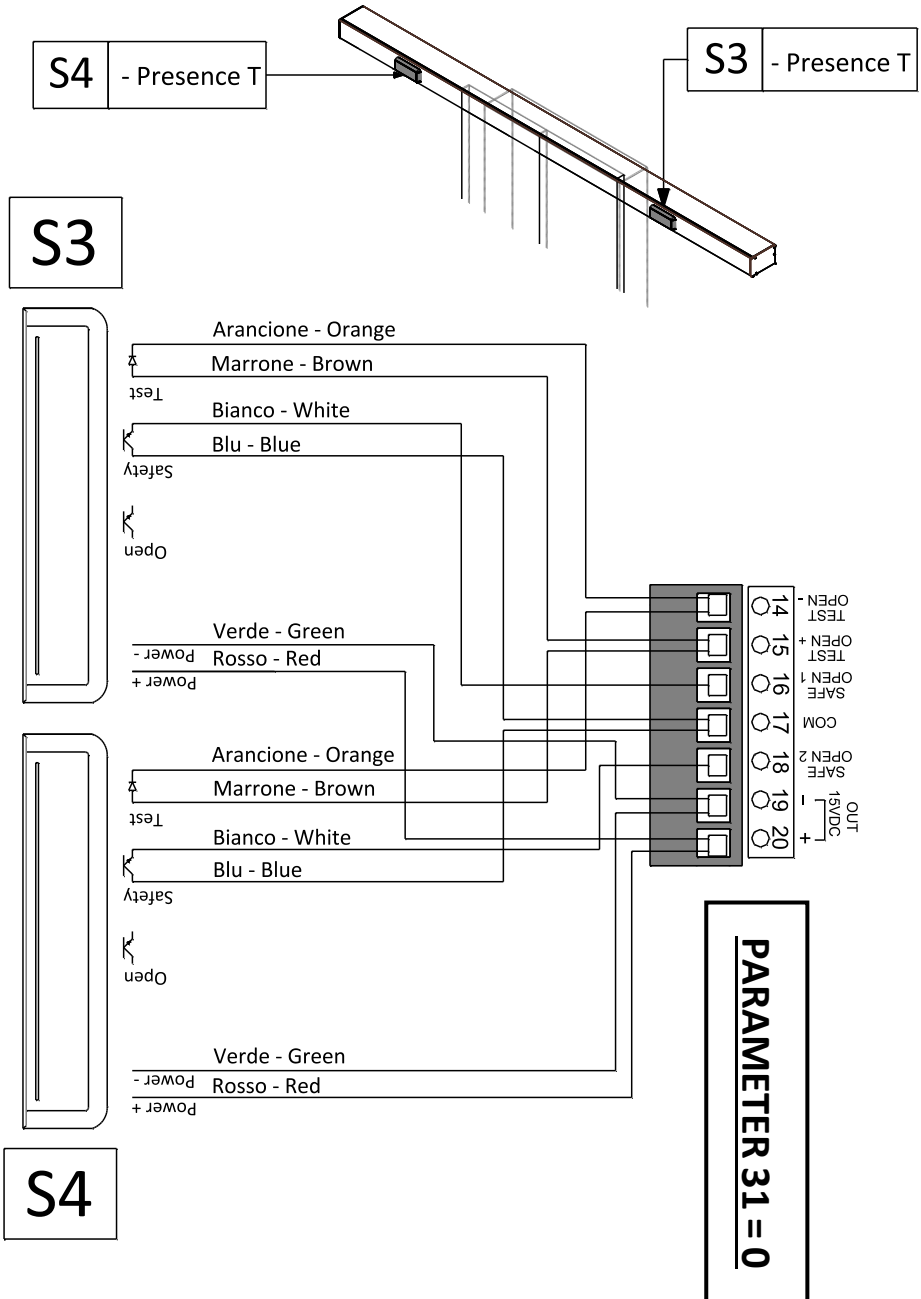 S4 - Presence T
S3 - Presence T
S3
Arancione - Orange
Marrone - Brown
Test
Bianco - White
Blu - Blue
Safety
Open
Verde - Green
Power -
Rosso - Red
Power +
Arancione - Orange
Marrone - Brown
Test
Bianco - White
Blu - Blue
Safety
Open
Verde - Green
Power -
Rosso - Red
Power +
S4
14
TEST
OPEN -
15
TEST
OPEN +
16
SAFE
OPEN 1
17
COM
18
SAFE
OPEN 2
19
-
20
+
OUT
15VDC
PARAMETER 31 = 0